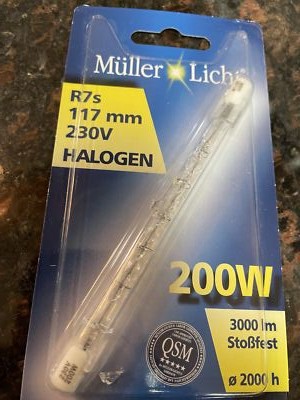 Müller Licht
R7s
117 mm
230V
HALOGEN
200W
3000 lm
Stoßfest
QSM
ø 2000 h